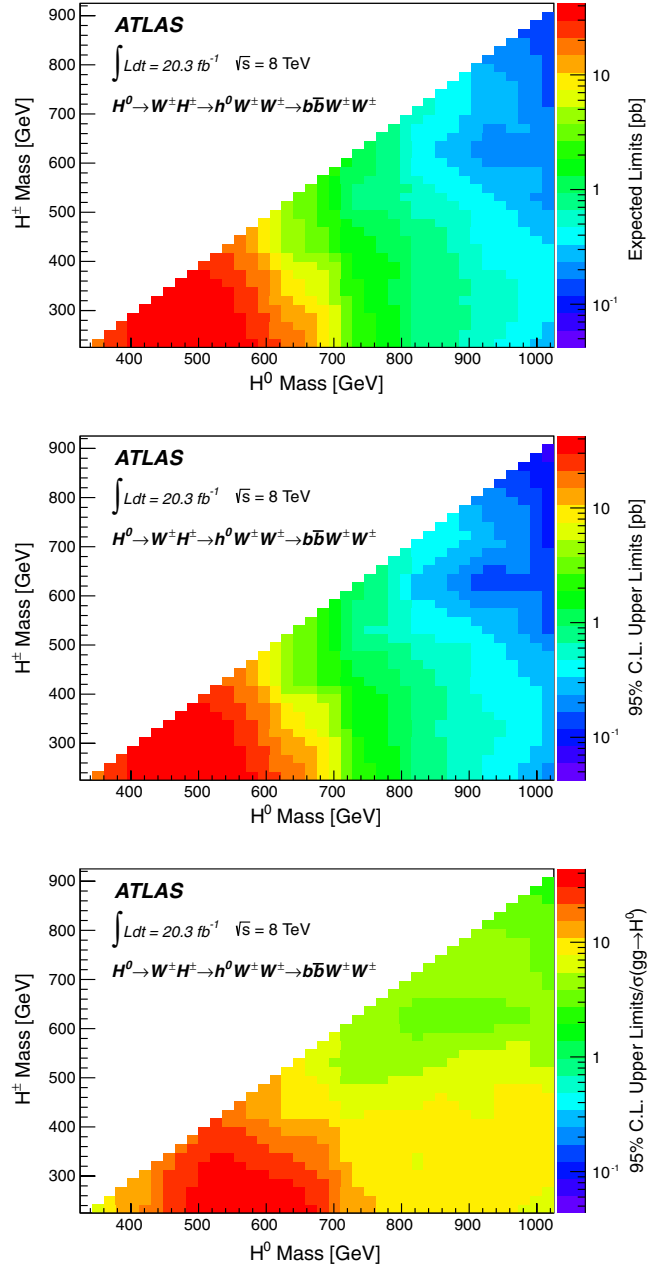 ATLAS
∫ Ldt = 20.3 fb⁻¹ √s = 8 TeV
H⁰→W±H±→h⁰W±W±→bb̅W±W±
900
800
700
600
500
400
300
H± Mass [GeV]
400 500 600 700 800 900 1000
H⁰ Mass [GeV]
10
1
10⁻¹
Expected Limits [pb]
ATLAS
∫ Ldt = 20.3 fb⁻¹ √s = 8 TeV
H⁰→W±H±→h⁰W±W±→bb̅W±W±
900
800
700
600
500
400
300
H± Mass [GeV]
400 500 600 700 800 900 1000
H⁰ Mass [GeV]
10
1
10⁻¹
95% C.L. Upper Limits [pb]
ATLAS
∫ Ldt = 20.3 fb⁻¹ √s = 8 TeV
H⁰→W±H±→h⁰W±W±→bb̅W±W±
900
800
700
600
500
400
300
H± Mass [GeV]
400 500 600 700 800 900 1000
H⁰ Mass [GeV]
10
1
10⁻¹
95% C.L. Upper Limits/σ(gg→H⁰)